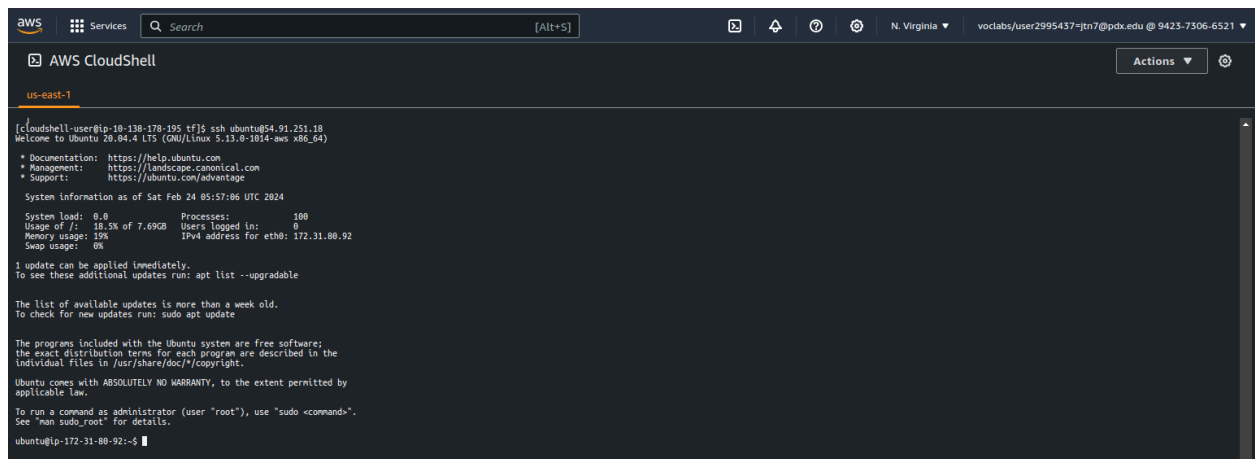 aws Services Search [Alt+S] N. Virginia ▼ voclabs/user2995437=jtn7@pdx.edu @ 9423-7306-6521 ▼
AWS CloudShell Actions ▼
us-east-1
[cloudshell-user@ip-10-138-178-195 tf]$ ssh ubuntu@54.91.251.18
Welcome to Ubuntu 20.04.4 LTS (GNU/Linux 5.13.0-1014-aws x86_64)
* Documentation: https://help.ubuntu.com
* Management: https://landscape.canonical.com
* Support: https://ubuntu.com/advantage
System information as of Sat Feb 24 05:57:06 UTC 2024
System load: 0.0 Processes: 100
Usage of /: 18.5% of 7.69GB Users logged in: 0
Memory usage: 19% IPv4 address for eth0: 172.31.80.92
Swap usage: 0%
1 update can be applied immediately.
To see these additional updates run: apt list --upgradable
The list of available updates is more than a week old.
To check for new updates run: sudo apt update
The programs included with the Ubuntu system are free software;
the exact distribution terms for each program are described in the
individual files in /usr/share/doc/*/copyright.
Ubuntu comes with ABSOLUTELY NO WARRANTY, to the extent permitted by
applicable law.
To run a command as administrator (user "root"), use "sudo <command>".
See "man sudo_root" for details.
ubuntu@ip-172-31-80-92:~$